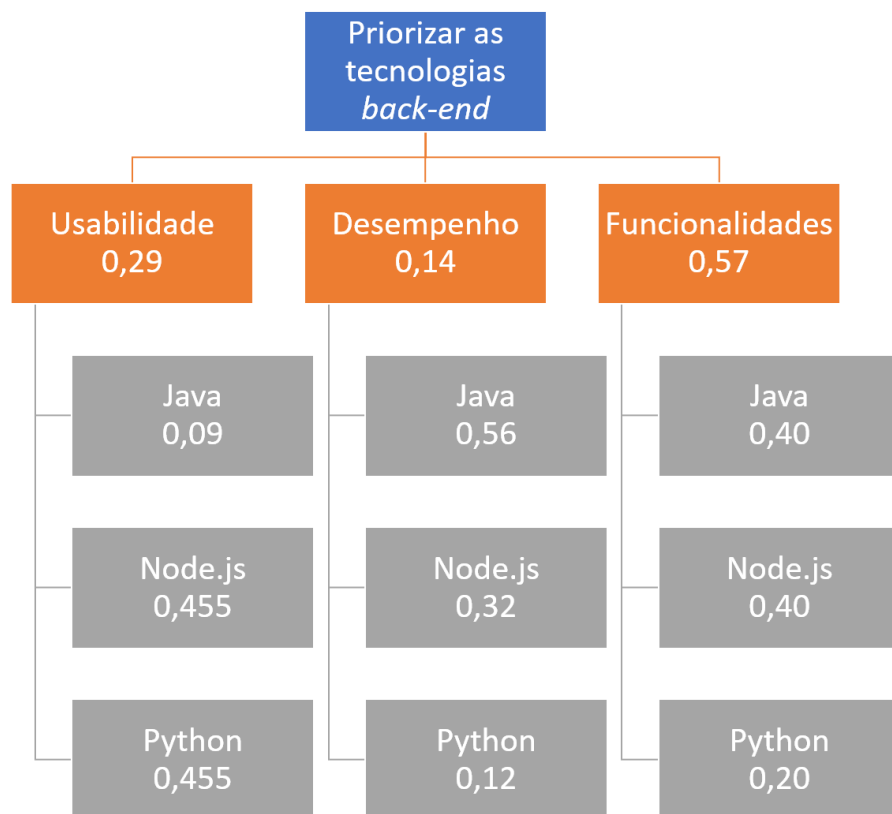 Priorizar as
tecnologias
back-end
Usabilidade
0,29
Desempenho
0,14
Funcionalidades
0,57
Java
0,09
Java
0,56
Java
0,40
Node.js
0,455
Node.js
0,32
Node.js
0,40
Python
0,455
Python
0,12
Python
0,20